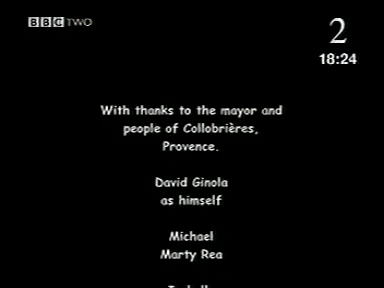 BBC TWO
2
18:24
With thanks to the mayor and
people of Collobrières,
Provence.
David Ginola
as himself
Michael
Marty Rea